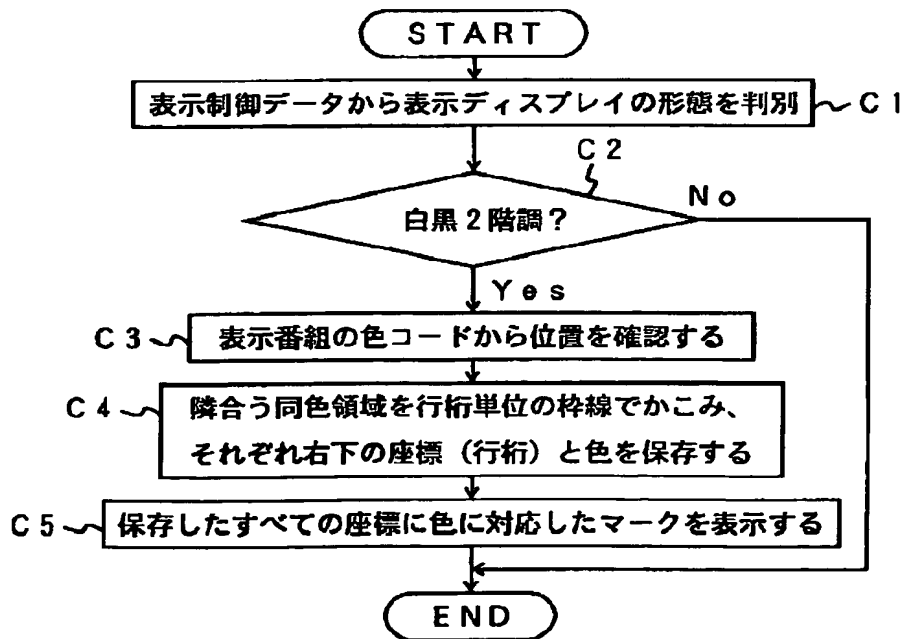 START
表示制御データから表示ディスプレイの形態を判別
C1
C2
白黒2階調?
No
Yes
C3
表示番組の色コードから位置を確認する
C4
隣合う同色領域を行桁単位の枠線でかこみ、
それぞれ右下の座標（行桁）と色を保存する
C5
保存したすべての座標に色に対応したマークを表示する
END